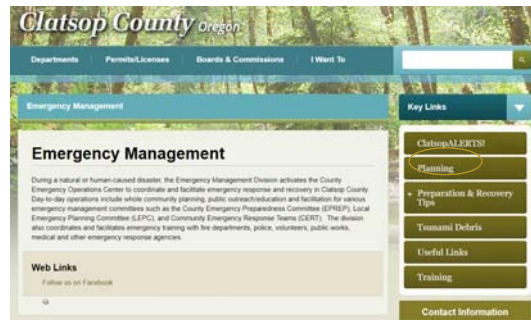 Clatsop County Oregon
Departments Permits/Licenses Boards & Commissions I Want To
Emergency Management
Key Links
Emergency Management
During a natural or human-caused disaster, the Emergency Management Division activates the County
Emergency Operations Center to coordinate and facilitate emergency response and recovery in Clatsop County
Day-to-day operations include whole community planning, public outreach/education and facilitation for various
emergency management committees such as the County Emergency Preparedness Committee (EPREP), Local
Emergency Planning Committee (LEPC), and Community Emergency Response Teams (CERT). The division
also coordinates and facilitates emergency training with fire departments, police, volunteers, public works,
medical and other emergency response agencies.
Web Links
Follow us on Facebook
ClatsopALERTS!
Planning
Preparation & Recovery
Tips
Tsunami Debris
Useful Links
Training
Contact Information